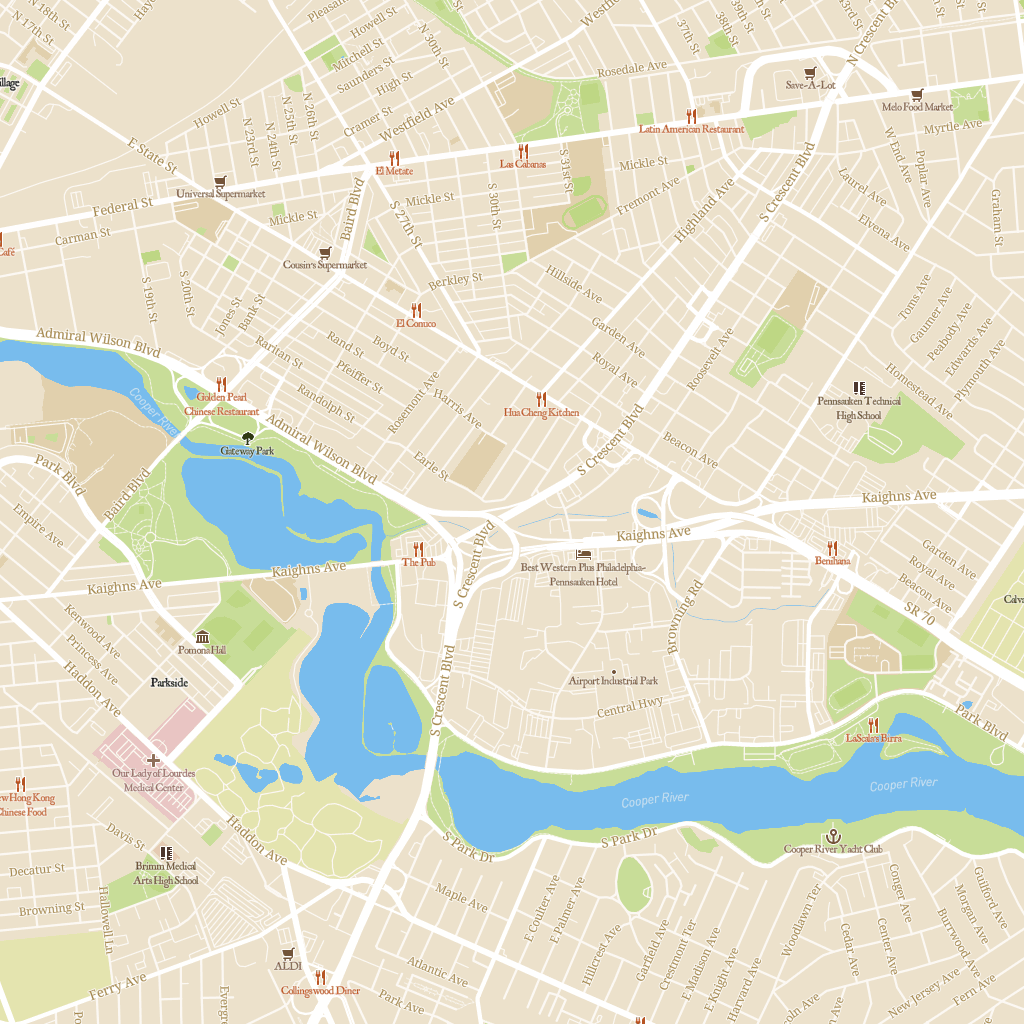 N 18th St
N 17th St
Pleasant
Howell St
Mitchell St
Saunders St
High St
N 30th St
37th St
38th St
39th St
N Crescent
Rosedale Ave
Save-A-Lot
Melo Food Market
Howell St
N 23rd St
N 24th St
N 25th St
N 26th St
Cramer St
Westfield Ave
Latin American Restaurant
Myrtle Ave
E State St
El Metate
Las Cabanas
S 31st St
Mickle St
W End Ave
Poplar Ave
Laurel Ave
Universal Supermarket
Federal St
Mickle St
Baird Blvd
Mickle St
S 27th St
S 30th St
Fremont Ave
Highland Ave
S Crescent Blvd
Elvena Ave
Graham St
Carman St
Café
Cousin's Supermarket
S 19th St
S 20th St
Berkley St
Hillside Ave
Jones St
Bank St
El Conuco
Garden Ave
Toms Ave
Gaumer Ave
Peabody Ave
Edwards Ave
Plymouth Ave
Admiral Wilson Blvd
Raritan St
Rand St
Boyd St
Pfeiffer St
Royal Ave
Roosevelt Ave
Homestead Ave
Golden Pearl
Chinese Restaurant
Cooper River
Randolph St
Rosemon Ave
Harris Ave
Hua Cheng Kitchen
Pennsauken Technical
High School
Gateway Park
Admiral Wilson Blvd
Earle St
S Crescent Blvd
Beacon Ave
Park Blvd
Baird Blvd
Empire Ave
Kaighns Ave
Kaighns Ave
S Crescent Blvd
The Pub
Best Western Plus Philadelphia-
Pennsauken Hotel
Benihana
Garden Ave
Royal Ave
Beacon Ave
Kaighns Ave
Kaighns Ave
Browning Rd
SR 70
Kenwood Ave
Princess Ave
Haddon Ave
Pomona Hall
Parkside
S Crescent Blvd
Airport Industrial Park
Central Hwy
LaScala's Birra
Park Blvd
Our Lady of Lourdes
Medical Center
Cooper River
Cooper River
Hong Kong
Chinese Food
Davis St
Haddon Ave
S Park Dr
S Park Dr
Cooper River Yacht Club
Brimm Medical
Arts High School
Decatur St
Browning St
Hallowell Ln
Maple Ave
E Coulter Ave
E Palmer Ave
Hillcrest Ave
Garfield Ave
Crestmont Ter
E Madison Ave
E Knight Ave
Harvard Ave
Woodlawn Ter
Cedar Ave
Center Ave
Conger Ave
Burrwood Ave
Morgan Ave
Guilford Ave
ALDI
Collingswood Diner
Ferry Ave
Atlantic Ave
Park Ave
New Jersey Ave
Fern Ave